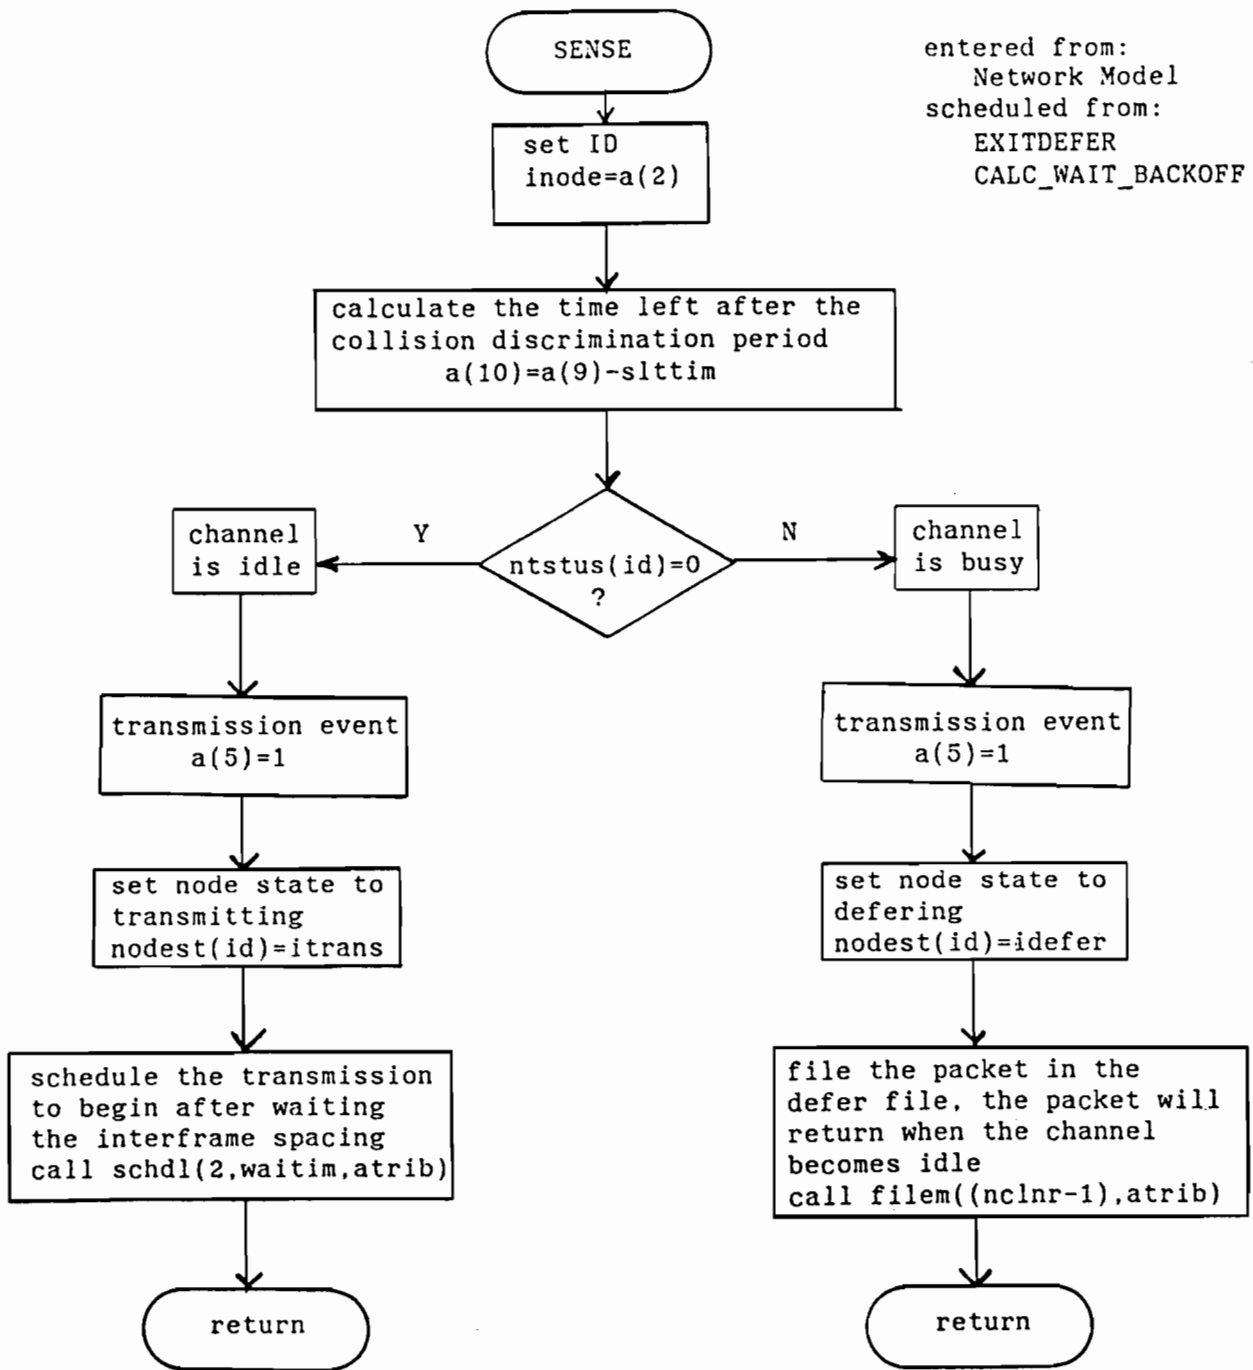 SENSE
entered from:
Network Model
scheduled from:
EXITDEFER
CALC_WAIT_BACKOFF
set ID
inode=a(2)
calculate the time left after the
collision discrimination period
a(10)=a(9)-slttim
ntstus(id)=0
?
Y
N
channel
is idle
channel
is busy
transmission event
a(5)=1
transmission event
a(5)=1
set node state to
transmitting
nodest(id)=itrans
set node state to
defering
nodest(id)=idefer
schedule the transmission
to begin after waiting
the interframe spacing
call schdl(2,waitim,atrib)
file the packet in the
defer file, the packet will
return when the channel
becomes idle
call filem((nclnr-1),atrib)
return
return